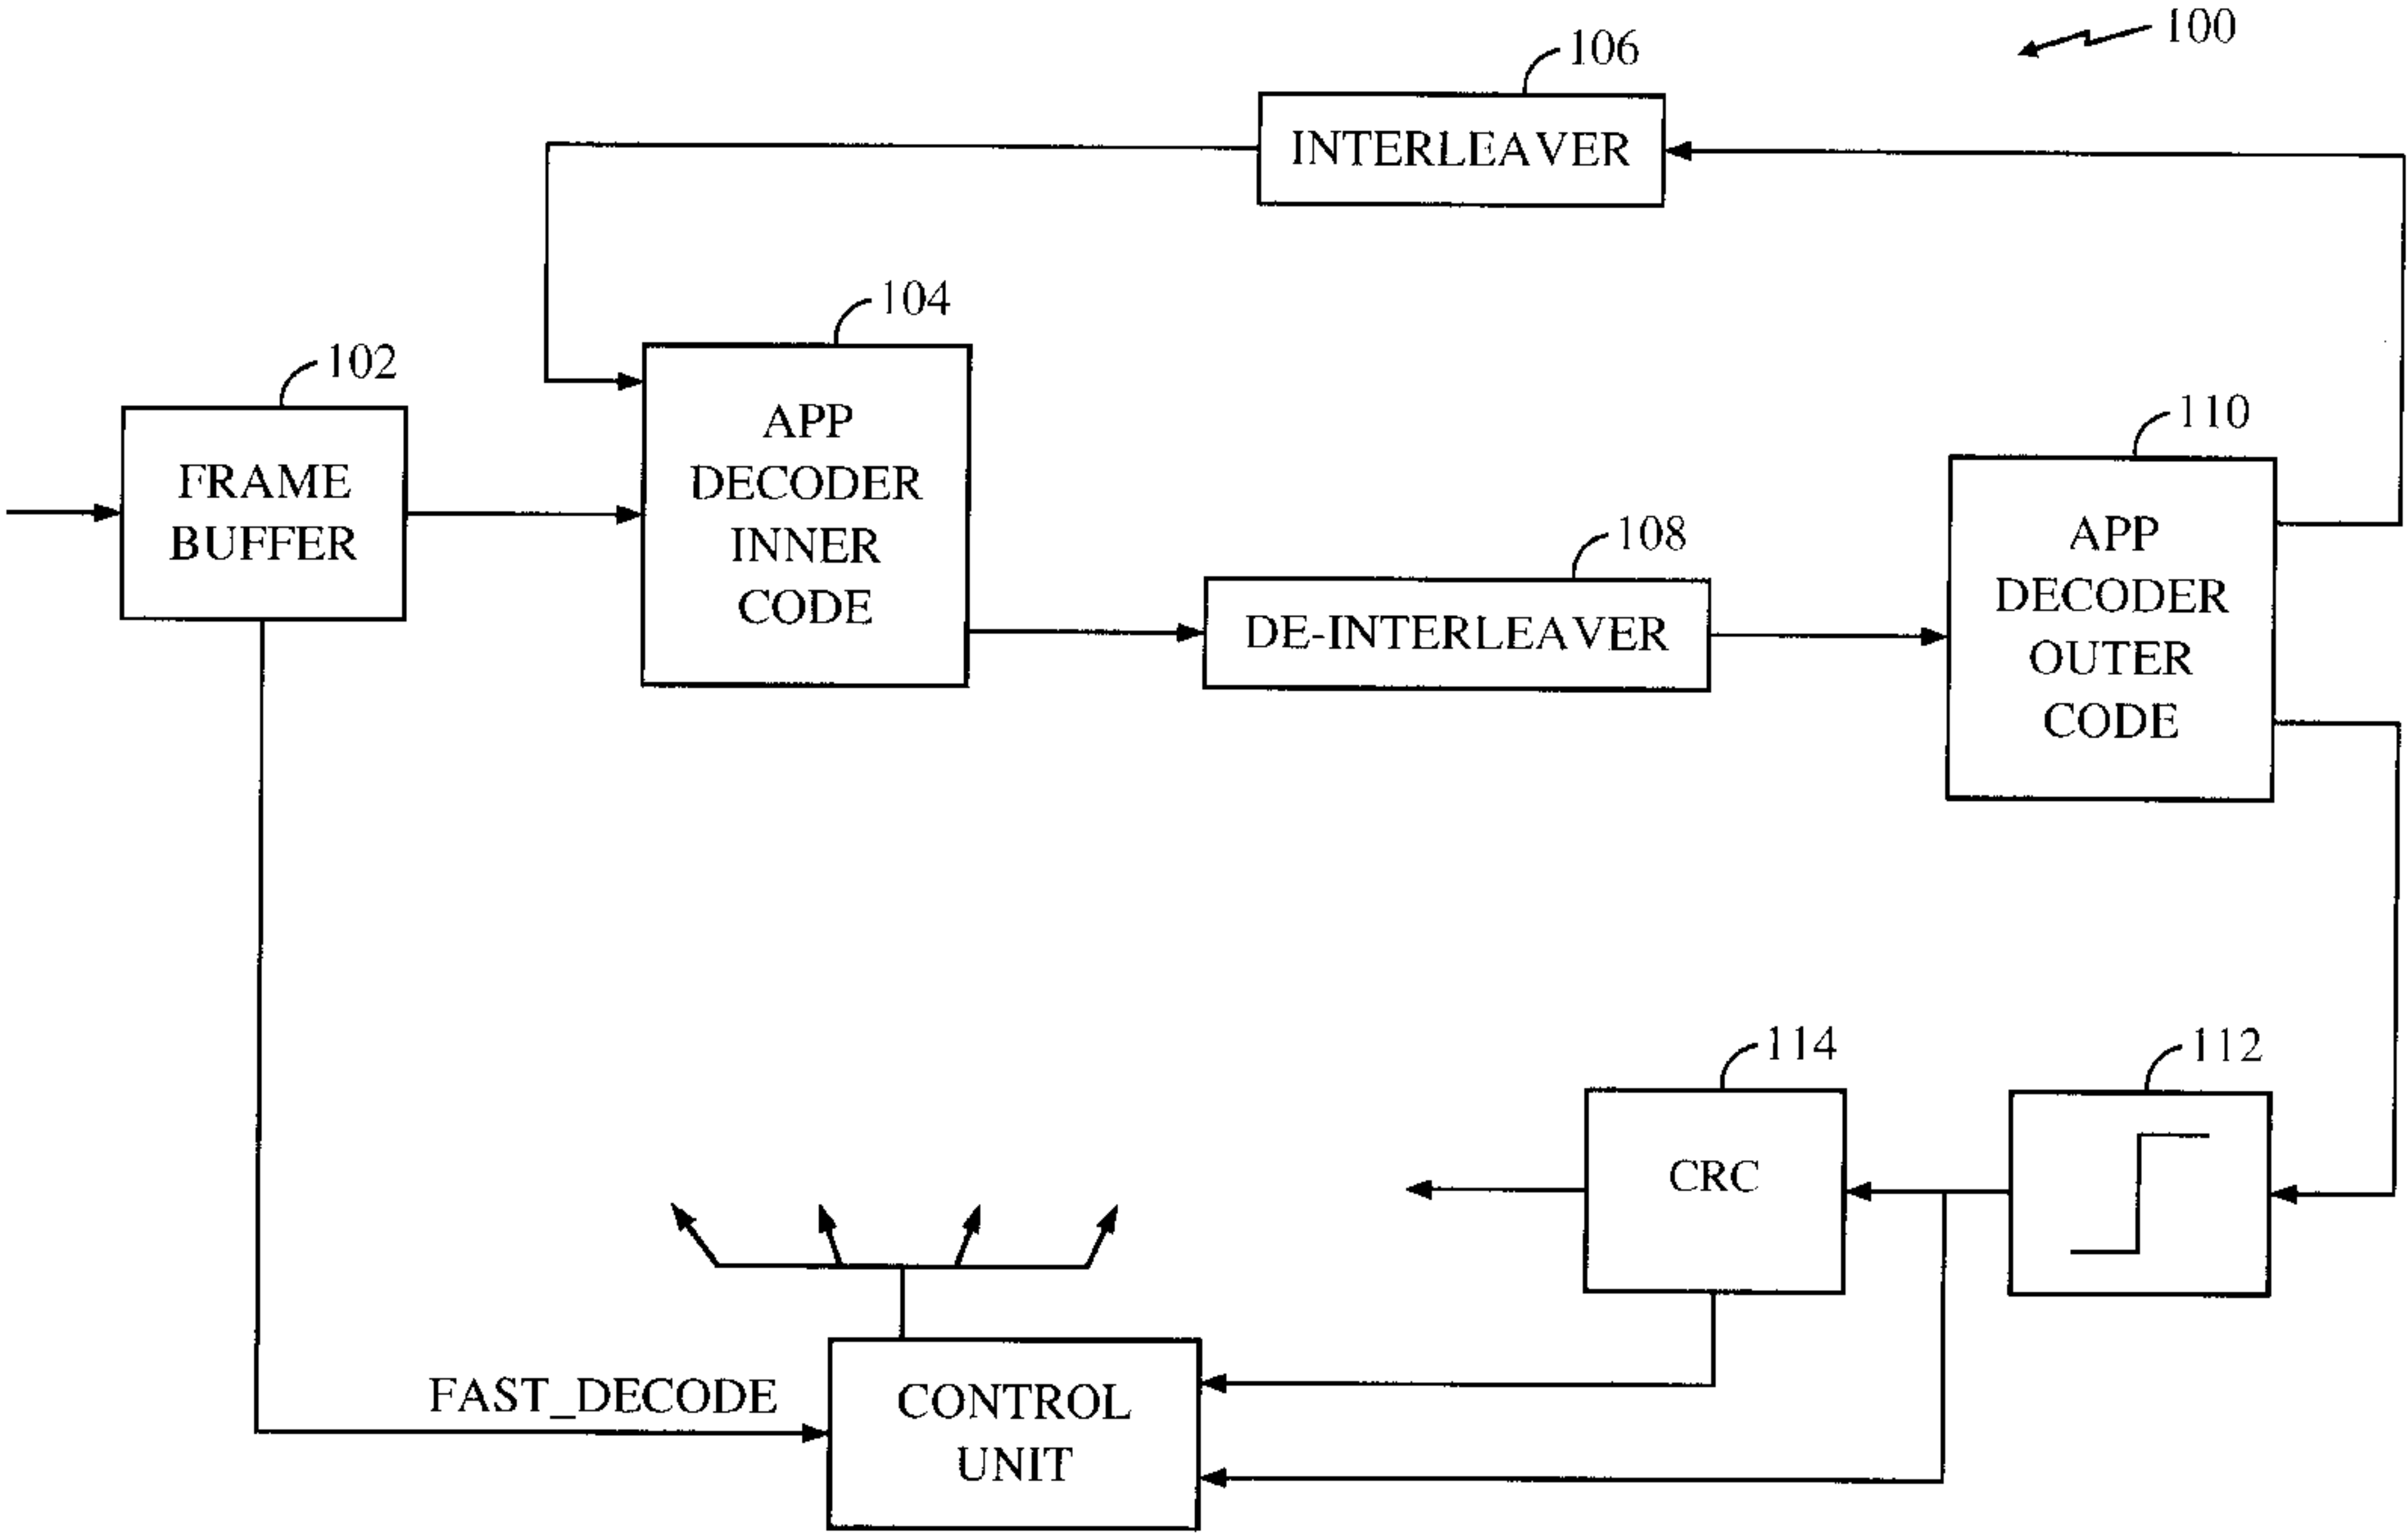 100
106
INTERLEAVER
104
102
APP
DECODER
INNER
CODE
FRAME
BUFFER
110
APP
DECODER
OUTER
CODE
108
DE-INTERLEAVER
114
CRC
112
FAST_DECODE
CONTROL
UNIT